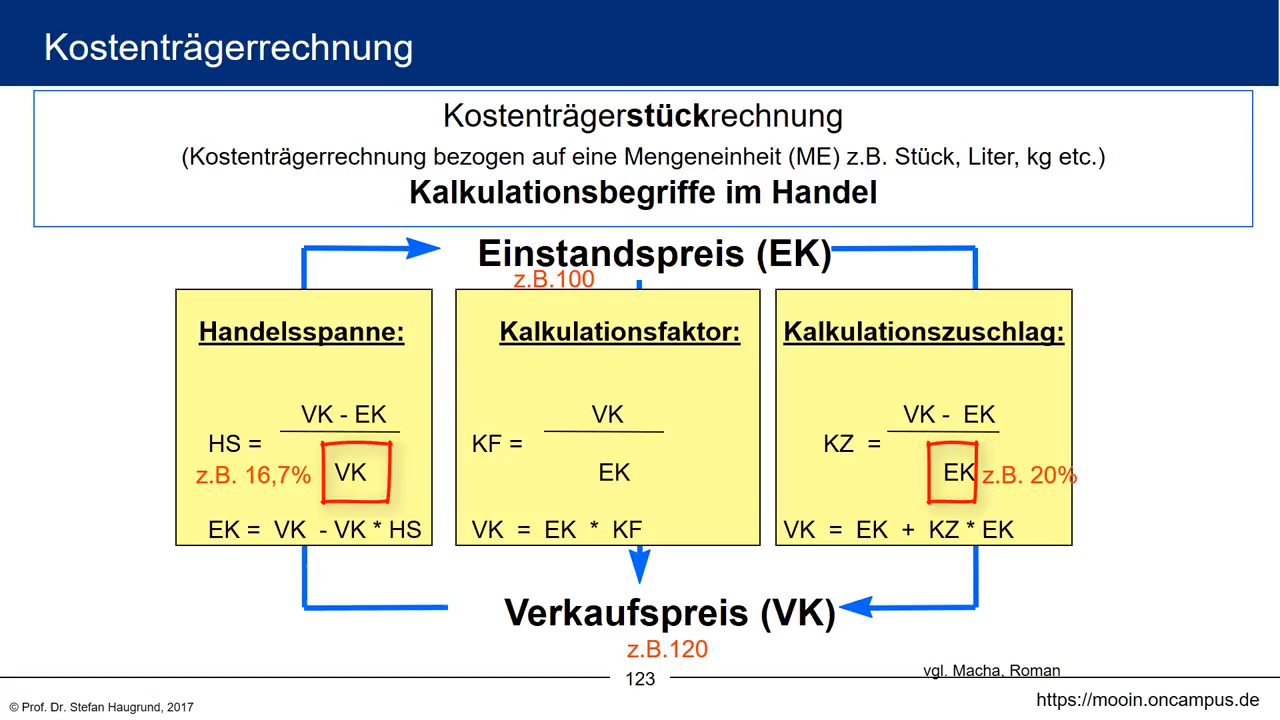 Kostenträgerrechnung
Kostenträgerstückrechnung
(Kostenträgerrechnung bezogen auf eine Mengeneinheit (ME) z.B. Stück, Liter, kg etc.)
Kalkulationsbegriffe im Handel
Einstandspreis (EK)
z.B.100
Handelsspanne:
VK - EK
HS =
VK
z.B. 16,7%
EK = VK - VK * HS
Kalkulationsfaktor:
VK
KF =
EK
VK = EK * KF
Kalkulationszuschlag:
VK - EK
KZ =
EK
z.B. 20%
VK = EK + KZ * EK
Verkaufspreis (VK)
z.B.120
vgl. Macha, Roman
123
© Prof. Dr. Stefan Haugrund, 2017
https://mooin.oncampus.de